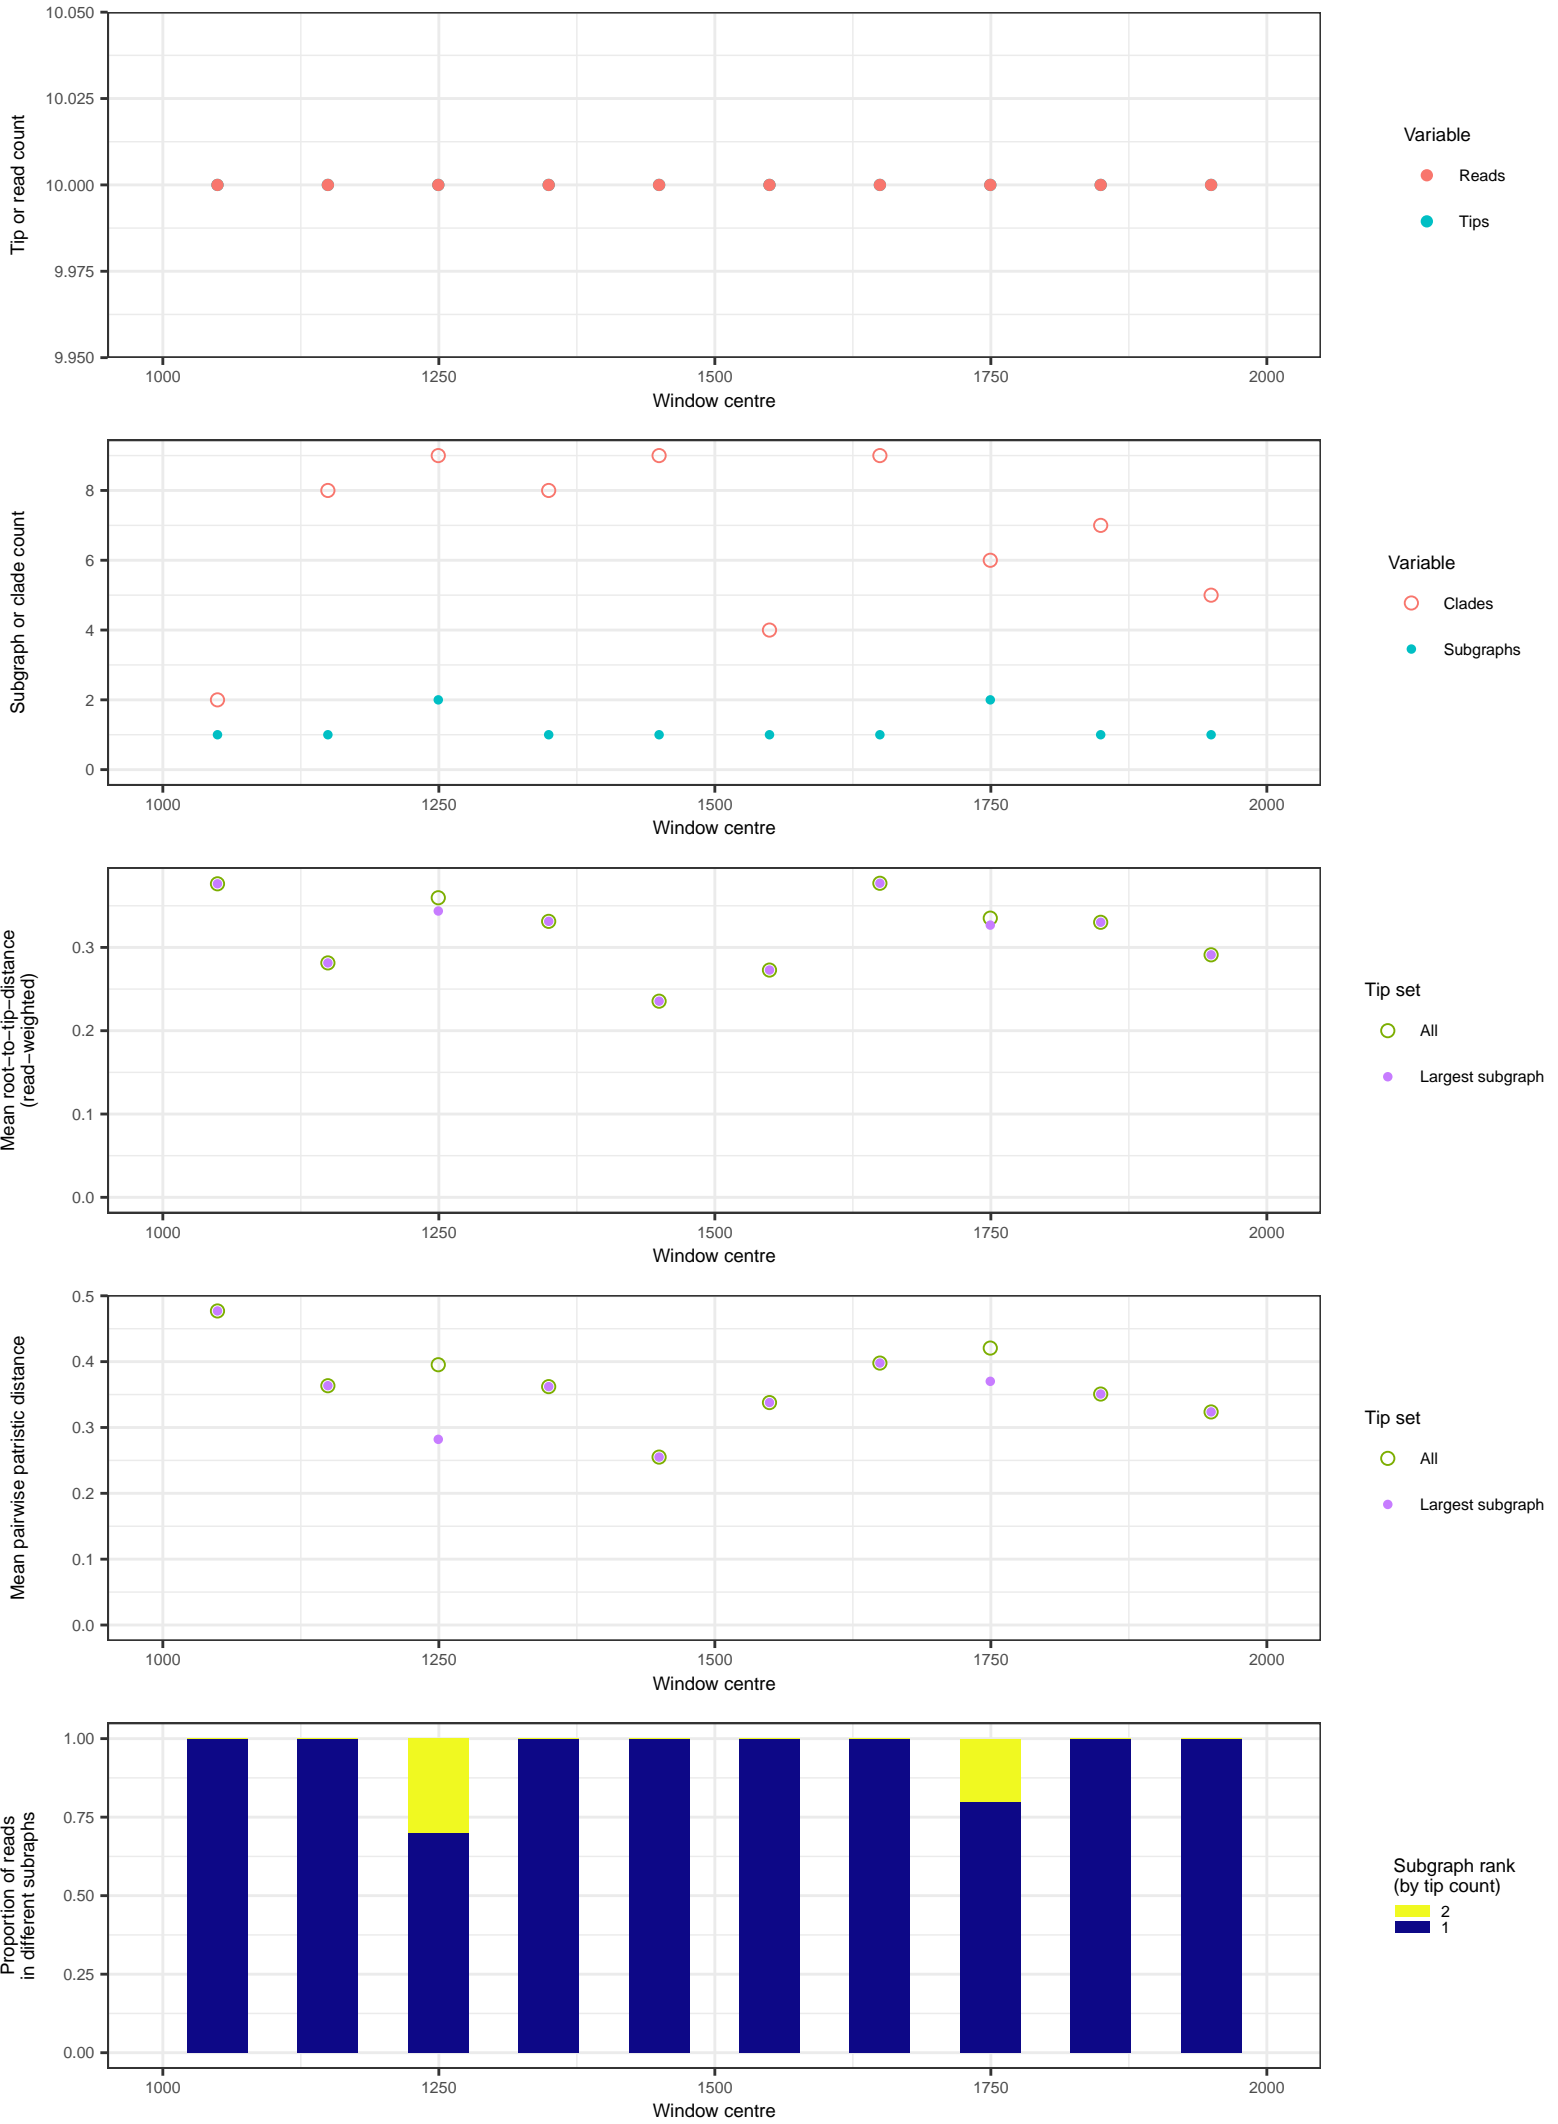 10.050
10.025
10.000
9.975
9.950
Tip or read count
1000 1250 1500 1750 2000
Window centre
Variable
Reads
Tips
8
6
4
2
0
Subgraph or clade count
1000 1250 1500 1750 2000
Window centre
Variable
Clades
Subgraphs
0.3
0.2
0.1
0.0
Mean root−to−tip−distance
(read−weighted)
1000 1250 1500 1750 2000
Window centre
Tip set
All
Largest subgraph
0.5
0.4
0.3
0.2
0.1
0.0
Mean pairwise patristic distance
1000 1250 1500 1750 2000
Window centre
Tip set
All
Largest subgraph
1.00
0.75
0.50
0.25
0.00
Proportion of reads
in different subraphs
1000 1250 1500 1750 2000
Window centre
Subgraph rank
(by tip count)
2
1